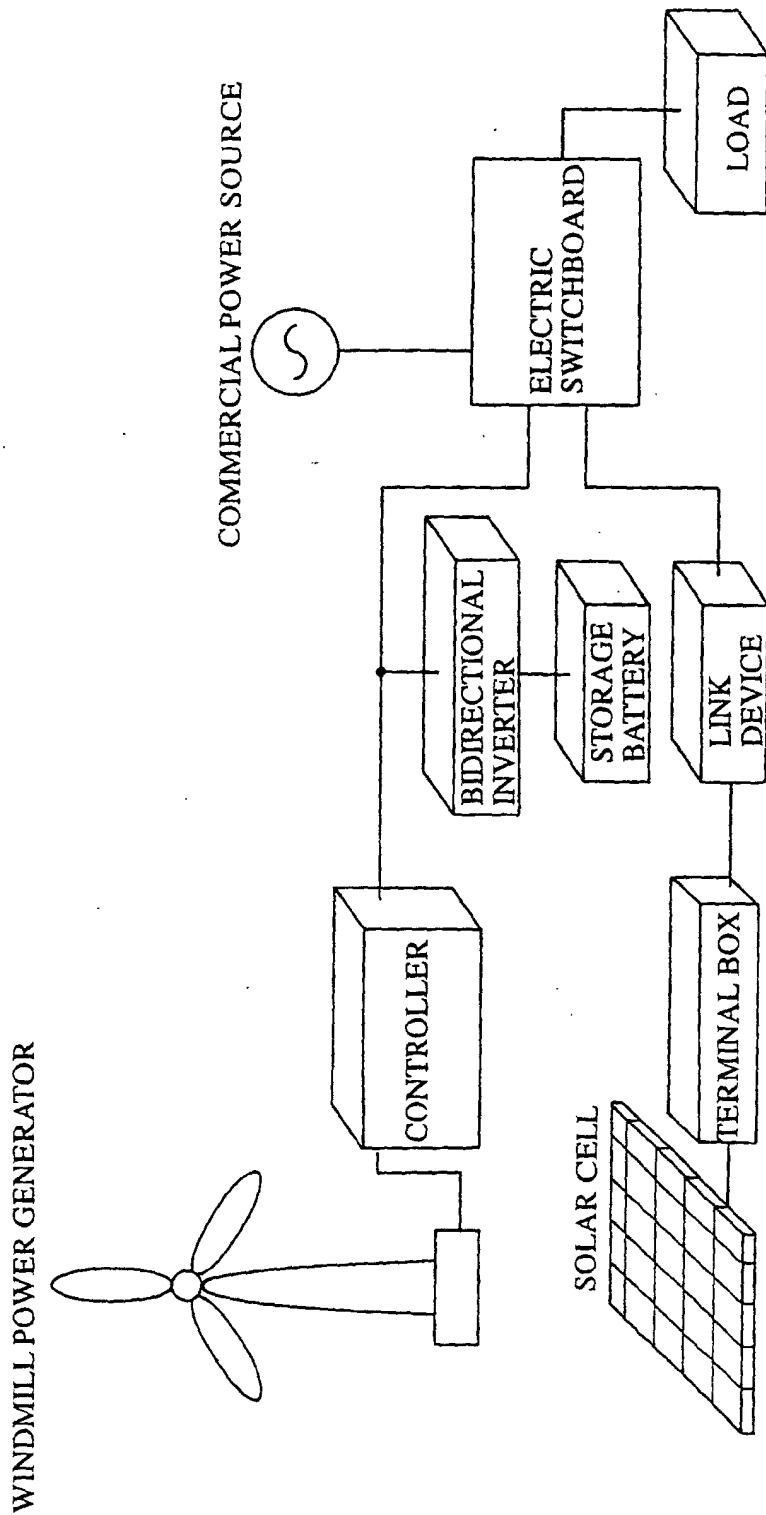 WINDMILL POWER GENERATOR
COMMERCIAL POWER SOURCE
CONTROLLER
BIDIRECTIONAL
INVERTER
ELECTRIC
SWITCHBOARD
STORAGE
BATTERY
SOLAR CELL
TERMINAL BOX
LINK
DEVICE
LOAD